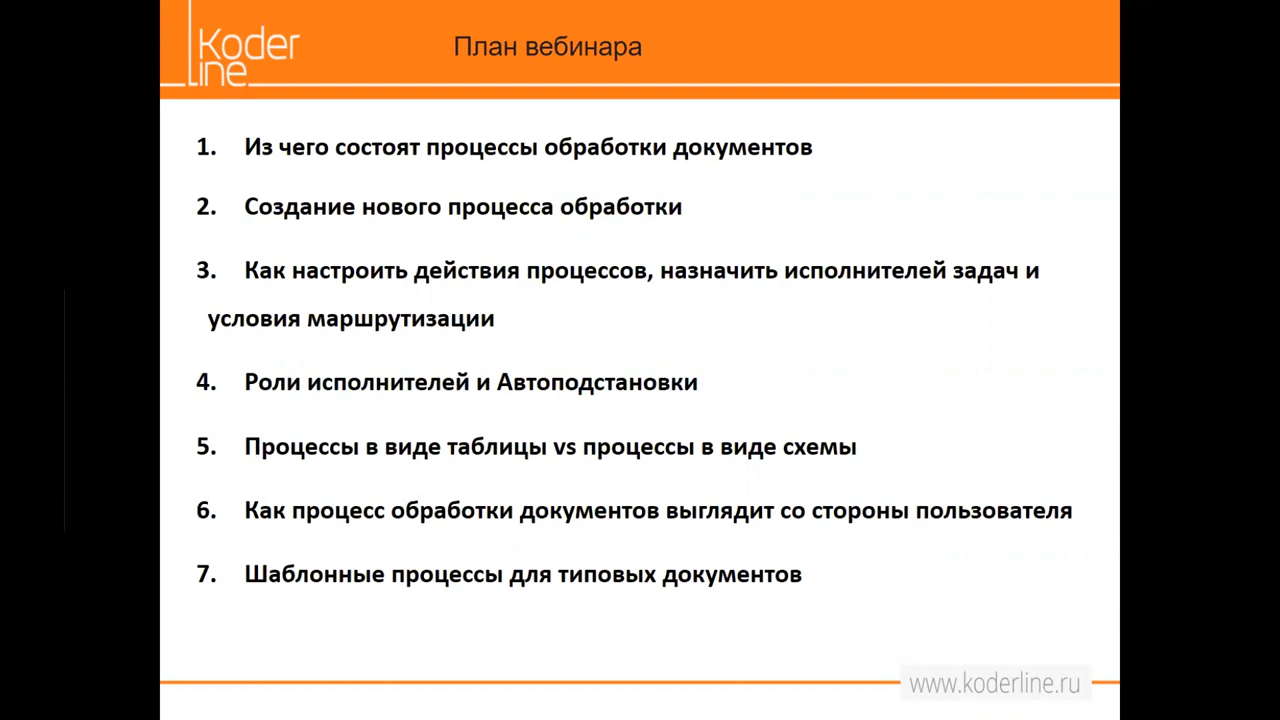 Koder
line
План вебинара
1. Из чего состоят процессы обработки документов
2. Создание нового процесса обработки
3. Как настроить действия процессов, назначить исполнителей задач и
условия маршрутизации
4. Роли исполнителей и Автоподстановки
5. Процессы в виде таблицы vs процессы в виде схемы
6. Как процесс обработки документов выглядит со стороны пользователя
7. Шаблонные процессы для типовых документов
www.koderline.ru